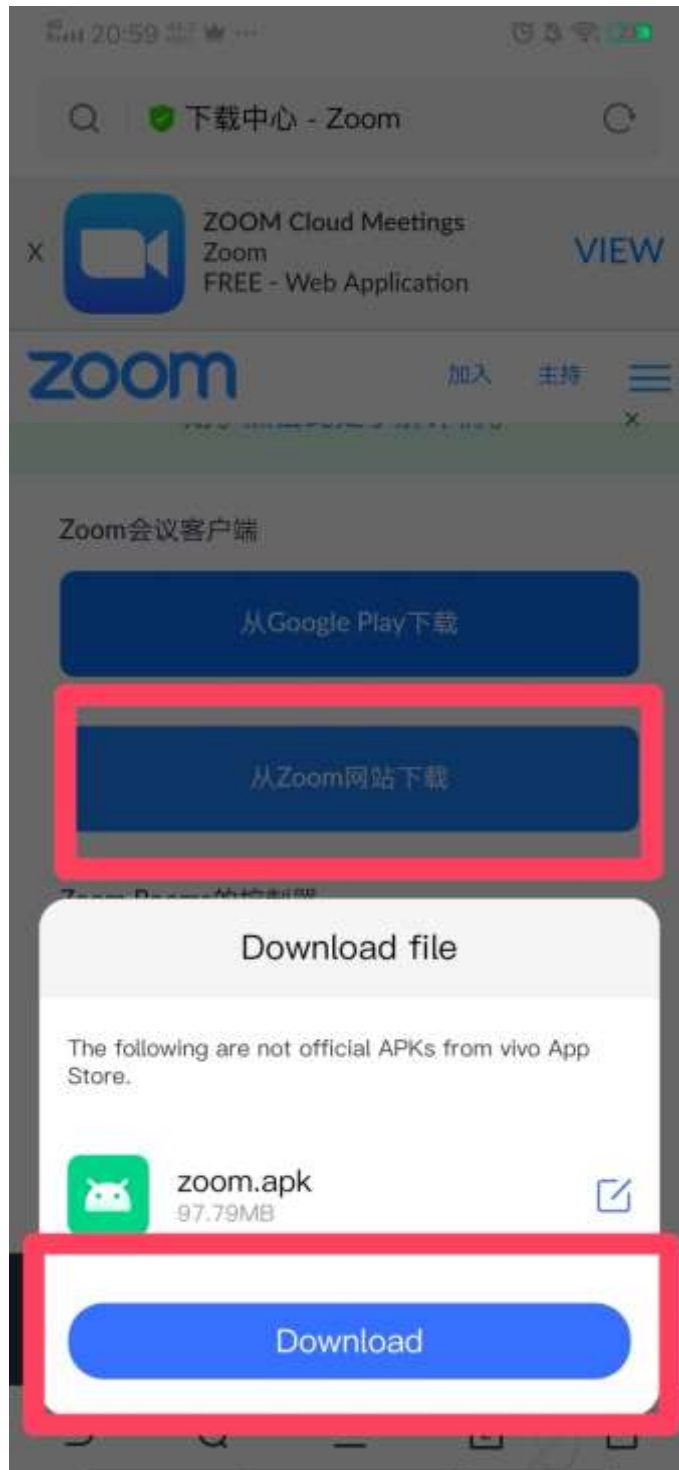 20:59
下载中心 - Zoom
x
ZOOM Cloud Meetings
Zoom
FREE - Web Application
VIEW
zoom
加入 主持
Zoom会议客户端
从Google Play下载
从Zoom网站下载
Download file
The following are not official APKs from vivo App
Store.
zoom.apk
97.79MB
Download